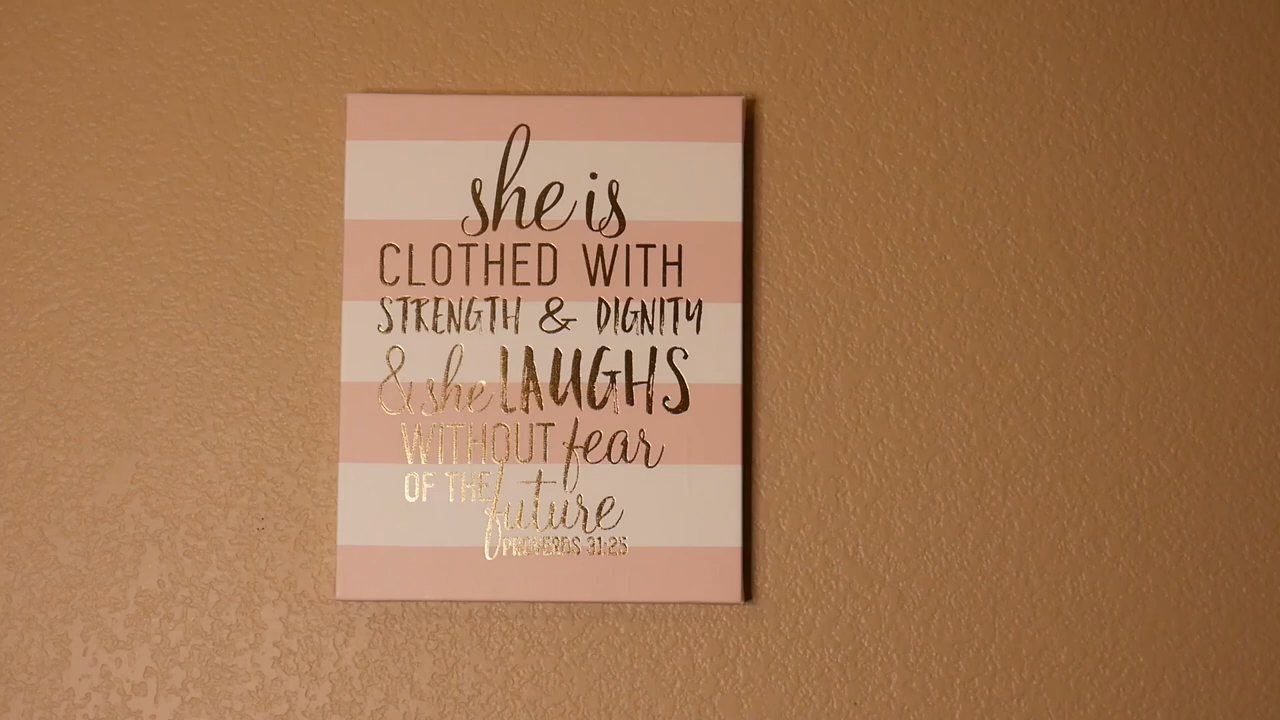 she is
CLOTHED WITH
STRENGTH & DIGNITY
& she LAUGHS
WITHOUT fear
OF THE future
PROVERBS 31:25